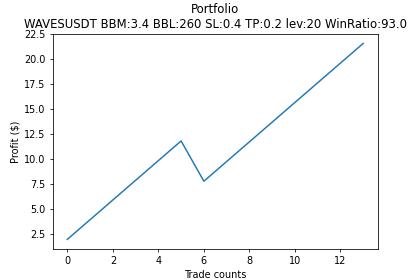 Portfolio
WAVESUSDT BBM:3.4 BBL:260 SL:0.4 TP:0.2 lev:20 WinRatio:93.0
22.5
20.0
17.5
15.0
12.5
10.0
7.5
5.0
2.5
Profit ($)
0 2 4 6 8 10 12
Trade counts